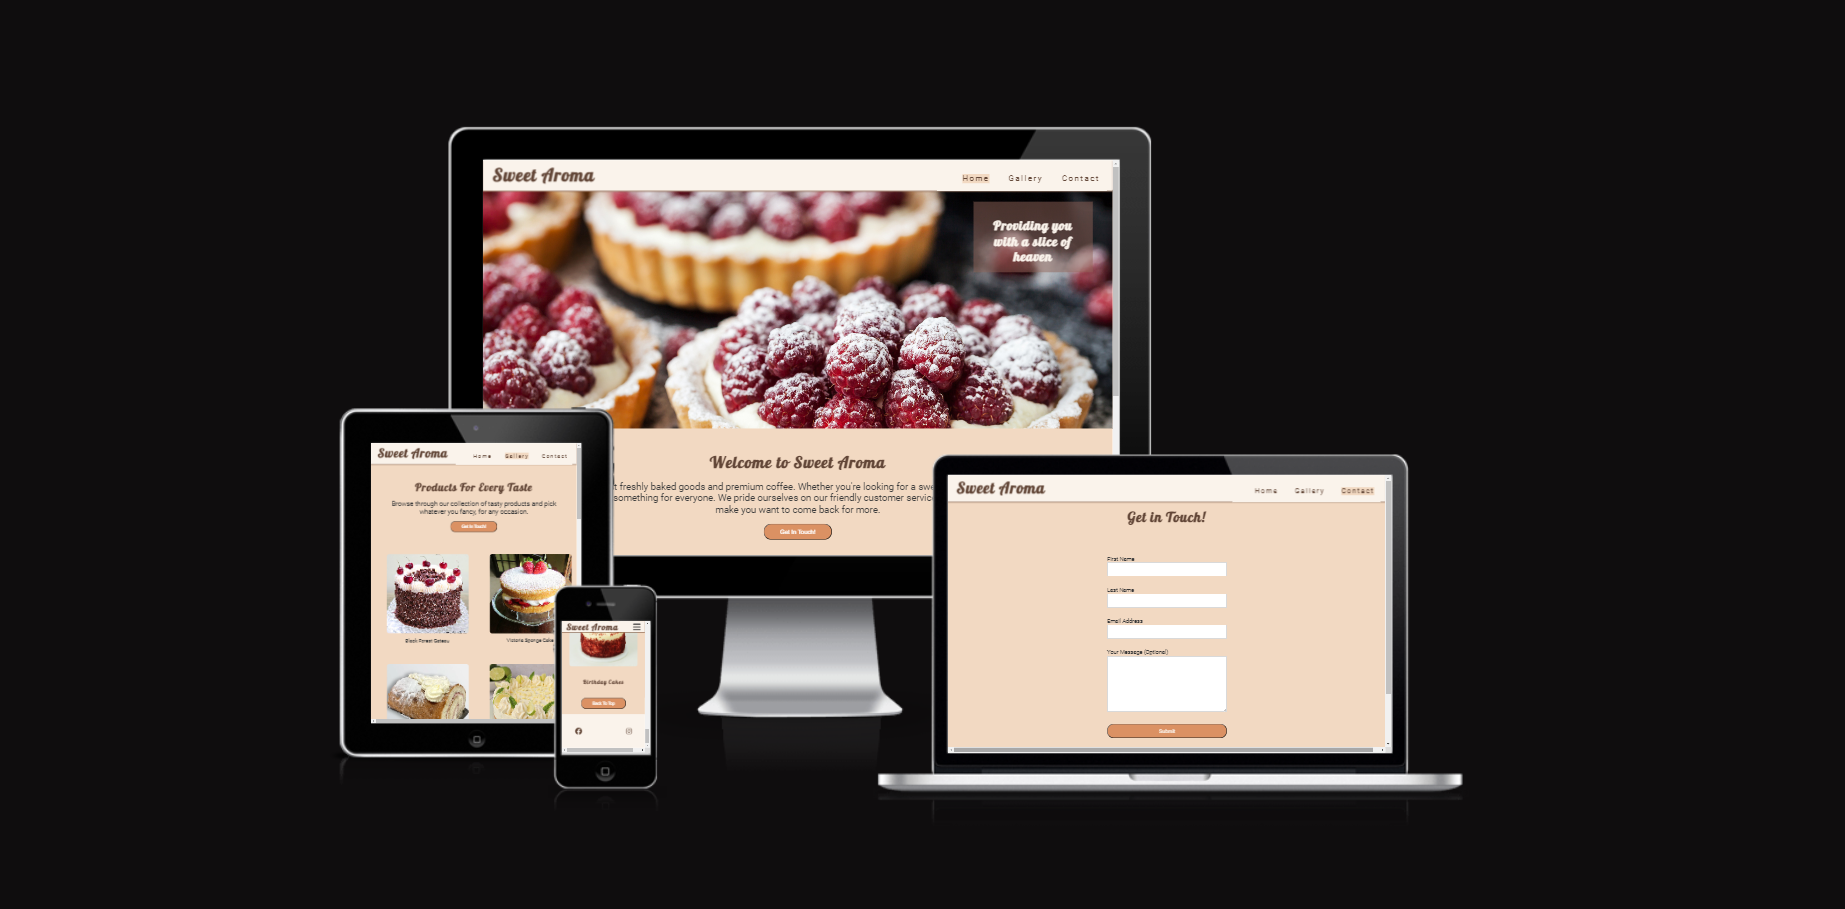 Sweet Aroma
Home Gallery Contact
Providing you
with a slice of
heaven
Welcome to Sweet Aroma
freshly baked goods and premium coffee. Whether you're looking for a
something for everyone. We pride ourselves on our friendly customer
make you want to come back for more.
Get In Touch!
Sweet Aroma
Home Gallery Contact
Products For Every Taste
Browse through our collection of tasty products and pick
whatever you fancy, for any occasion.
Get In Touch!
Black Forest Gateau
Victoria Sponge Cake
Sweet Aroma
Birthday Cakes
Back To Top
Sweet Aroma
Home Gallery Contact
Get in Touch!
First Name
Last Name
Email Address
Your Message (Optional)
Submit